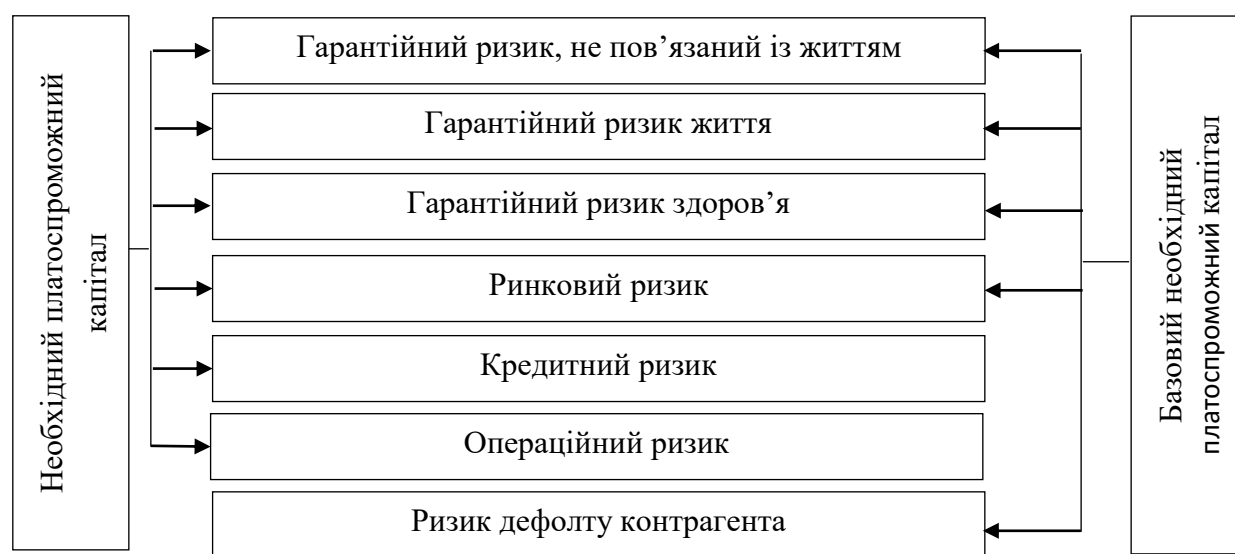 Необхідний платоспроможний
капітал
Гарантійний ризик, не пов’язаний із життям
Гарантійний ризик життя
Гарантійний ризик здоров’я
Ринковий ризик
Кредитний ризик
Операційний ризик
Ризик дефолту контрагента
Базовий необхідний
платоспроможний капітал